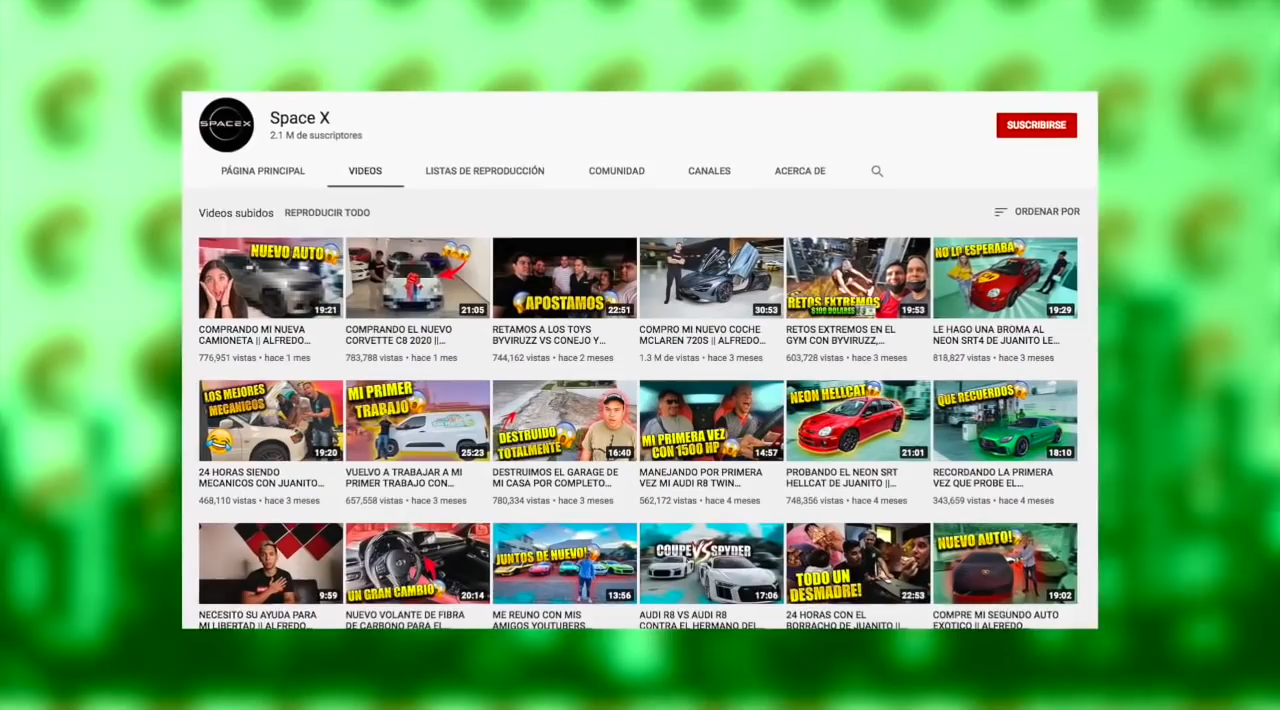 SPACEX
Space X
2.1 M de suscriptores
SUSCRIBIRSE
PÁGINA PRINCIPAL VIDEOS LISTAS DE REPRODUCCIÓN COMUNIDAD CANALES ACERCA DE
Videos subidos REPRODUCIR TODO ORDENAR POR
NUEVO AUTO
19:21
21:05
APOSTAMOS
22:51
30:53
RETOS EXTREMOS
$100 DOLARES
19:53
NO LO ESPERABA
19:29
COMPRANDO MI NUEVA
CAMIONETA || ALFREDO...
776,951 vistas • hace 1 mes
COMPRANDO EL NUEVO
CORVETTE C8 2020 ||...
783,788 vistas • hace 1 mes
RETAMOS A LOS TOYS
BYVIRUZZ VS CONEJO Y...
744,162 vistas • hace 2 meses
COMPRO MI NUEVO COCHE
MCLAREN 720S || ALFREDO...
1.3 M de vistas • hace 3 meses
RETOS EXTREMOS EN EL
GYM CON BYVIRUZZ,...
603,728 vistas • hace 3 meses
LE HAGO UNA BROMA AL
NEON SRT4 DE JUANITO LE...
818,827 vistas • hace 3 meses
LOS MEJORES
MECANICOS
19:20
MI PRIMER
TRABAJO
25:23
DESTRUIDO
TOTALMENTE
16:40
MI PRIMERA VEZ
CON 1500 HP
14:57
NEON HELLCAT
21:01
QUE RECUERDOS
18:10
24 HORAS SIENDO
MECANICOS CON JUANITO...
468,110 vistas • hace 3 meses
VUELVO A TRABAJAR A MI
PRIMER TRABAJO CON...
657,558 vistas • hace 3 meses
DESTRUIMOS EL GARAGE DE
MI CASA POR COMPLETO...
780,334 vistas • hace 3 meses
MANEJANDO POR PRIMERA
VEZ MI AUDI R8 TWIN...
562,172 vistas • hace 4 meses
PROBANDO EL NEON SRT
HELLCAT DE JUANITO ||...
748,356 vistas • hace 4 meses
RECORDANDO LA PRIMERA
VEZ QUE PROBE EL...
343,659 vistas • hace 4 meses
9:59
UN GRAN CAMBIO
20:14
JUNTOS DE NUEVO!
13:56
COUPE VS SPYDER
17:06
TODO UN
DESMADRE!
22:53
NUEVO AUTO!
19:02
NECESITO SU AYUDA PARA
MI LIBERTAD || ALFREDO...
NUEVO VOLANTE DE FIBRA
DE CARBONO PARA EL...
ME REUNO CON MIS
AMIGOS YOUTUBERS...
AUDI R8 VS AUDI R8
CONTRA EL HERMANO DEL...
24 HORAS CON EL
BORRACHO DE JUANITO ||...
COMPRE MI SEGUNDO AUTO
EXOTICO || ALFREDO...